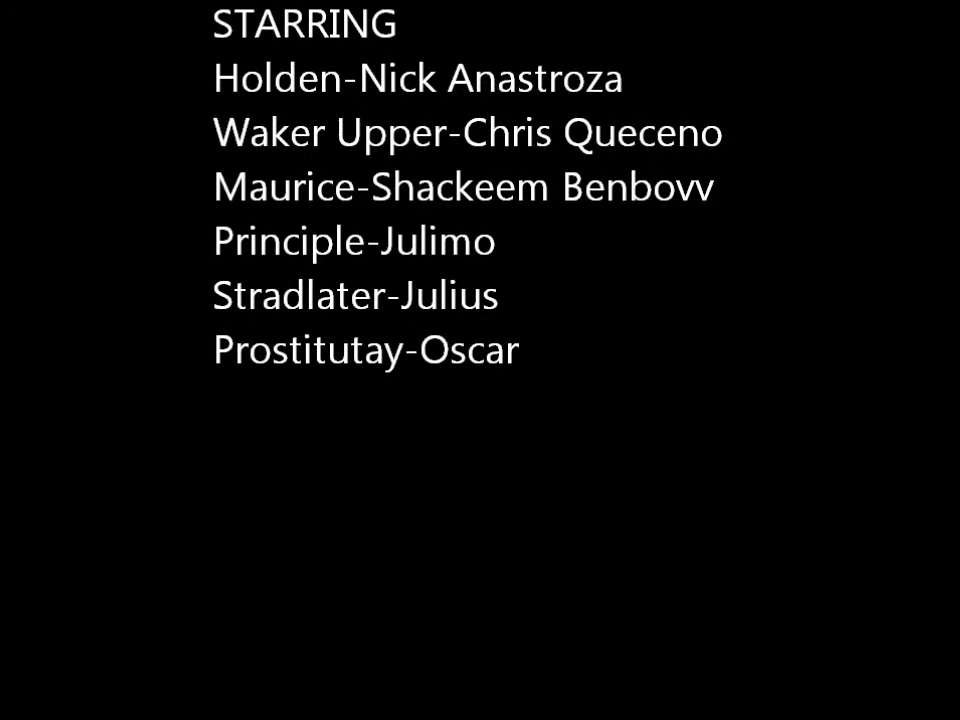 STARRING
Holden-Nick Anastroza
Waker Upper-Chris Queceno
Maurice-Shackeem Benbovv
Principle-Julimo
Stradlater-Julius
Prostitutay-Oscar